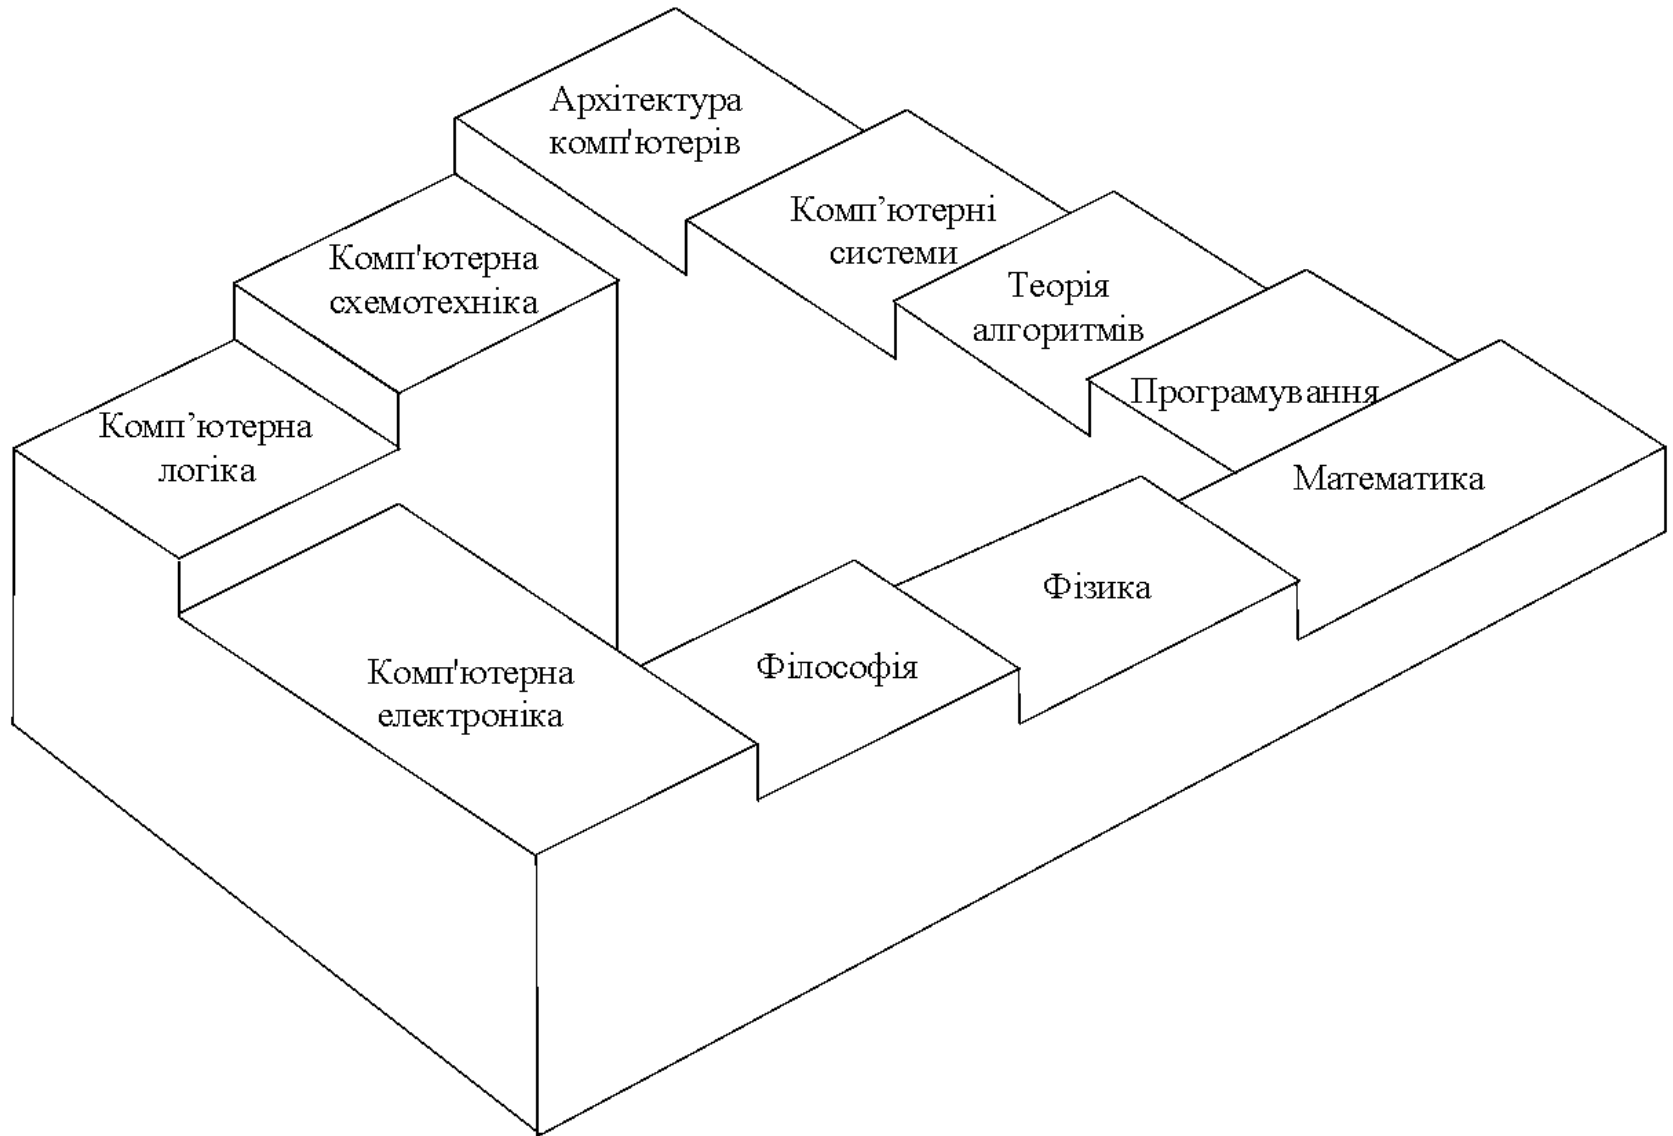 Архітектура
комп'ютерів
Комп’ютерні
системи
Комп'ютерна
схемотехніка
Теорія
алгоритмів
Програмування
Комп’ютерна
логіка
Математика
Фізика
Філософія
Комп'ютерна
електроніка